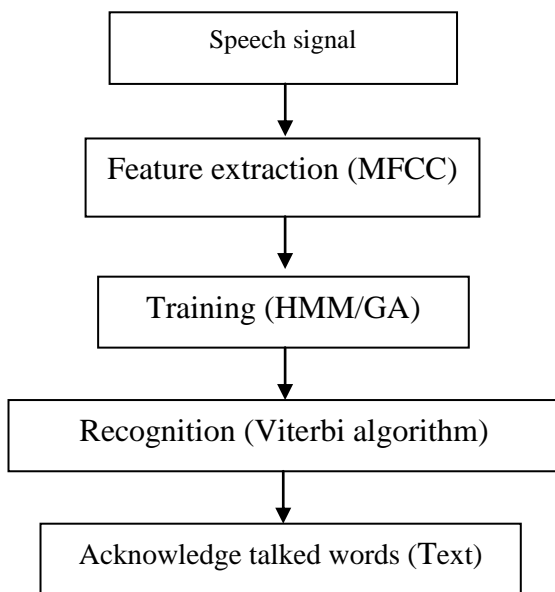 Speech signal
Feature extraction (MFCC)
Training (HMM/GA)
Recognition (Viterbi algorithm)
Acknowledge talked words (Text)